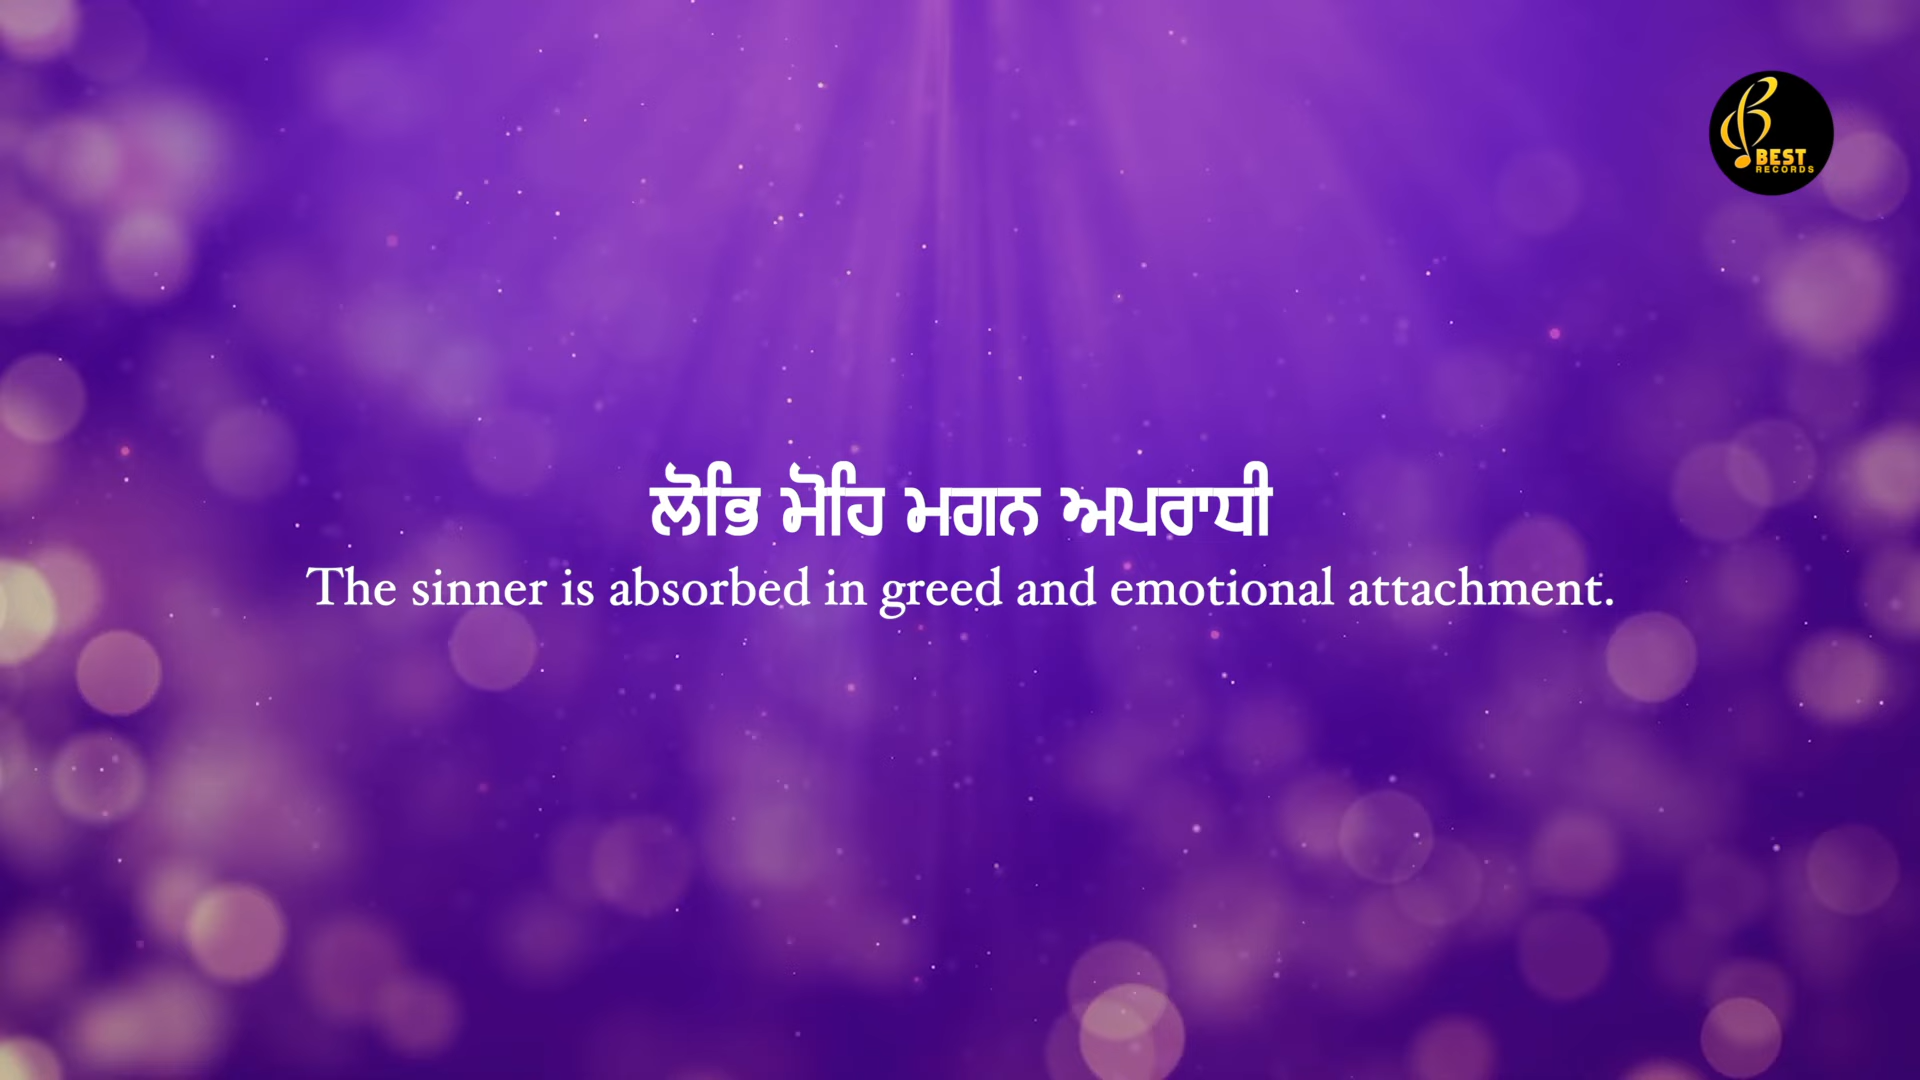 BEST
RECORDS
ਲੋਭਿ ਮੋਹਿ ਮਗਨ ਅਪਰਾਧੀ
The sinner is absorbed in greed and emotional attachment.